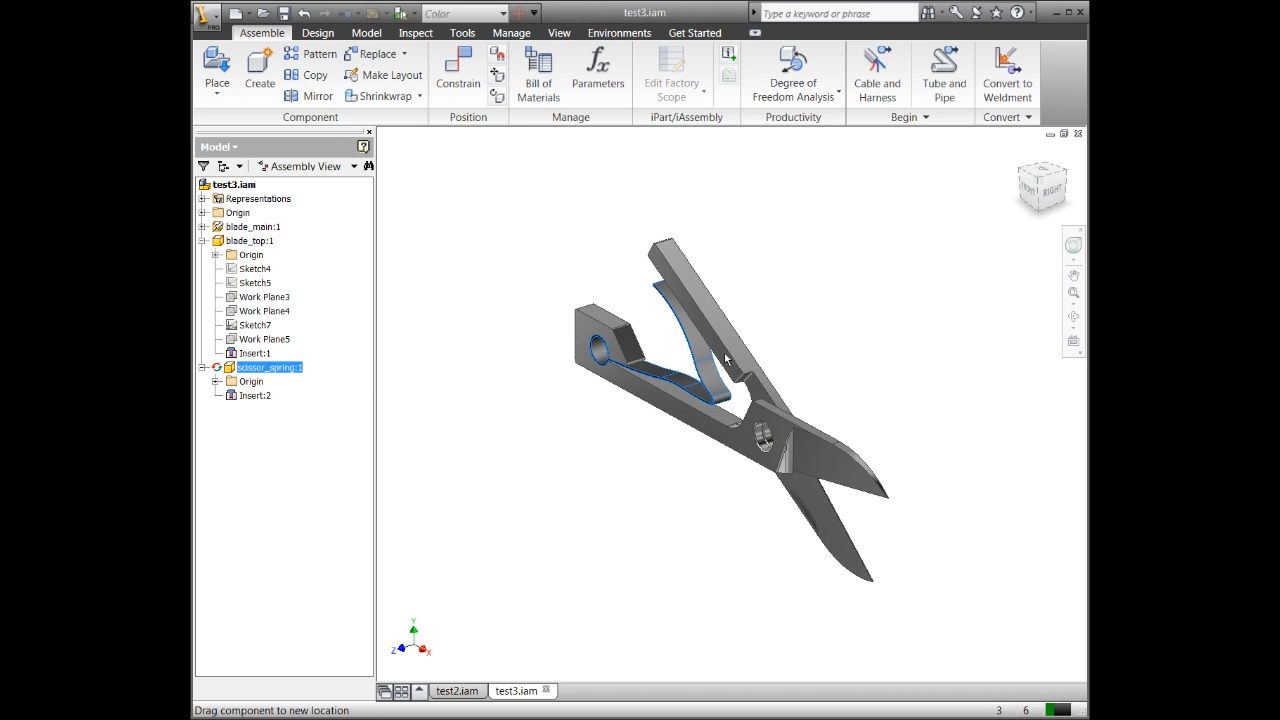 PRO
Color
test3.iam
Type a keyword or phrase
Assemble Design Model Inspect Tools Manage View Environments Get Started
Place
Create
Pattern
Copy
Mirror
Replace
Make Layout
Shrinkwrap
Constrain
Bill of
Materials
Parameters
Edit Factory
Scope
Degree of
Freedom Analysis
Cable and
Harness
Tube and
Pipe
Convert to
Weldment
Component Position Manage iPart/iAssembly Productivity Begin Convert
Model
Assembly View
test3.iam
Representations
Origin
blade_main:1
blade_top:1
Origin
Sketch4
Sketch5
Work Plane3
Work Plane4
Sketch7
Work Plane5
Insert:1
scissor_spring:1
Origin
Insert:2
FRONT RIGHT
Y
Z X
test2.iam test3.iam
Drag component to new location 3 6